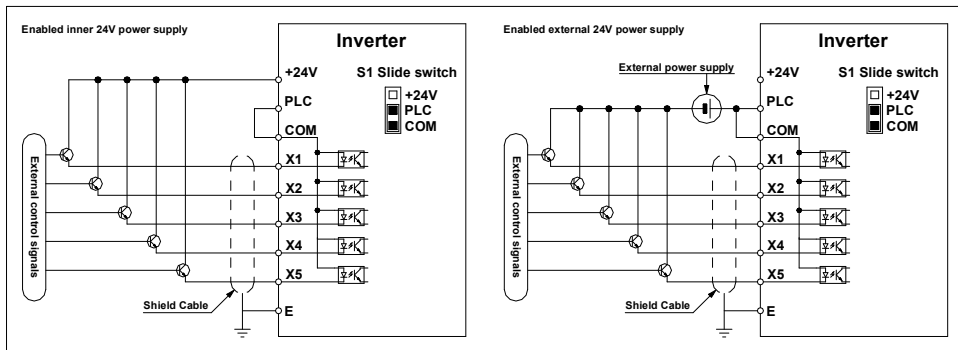 Enabled inner 24V power supply
Inverter
+24V
S1 Slide switch
+24V
PLC
COM
PLC
COM
X1
X2
X3
X4
X5
E
External control signals
Shield Cable
Enabled external 24V power supply
Inverter
External power supply
+24V
S1 Slide switch
+24V
PLC
COM
PLC
COM
X1
X2
X3
X4
X5
E
External control signals
Shield Cable